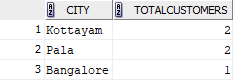 CITY TOTALCUSTOMERS
1 Kottayam 2
2 Pala 2
3 Bangalore 1